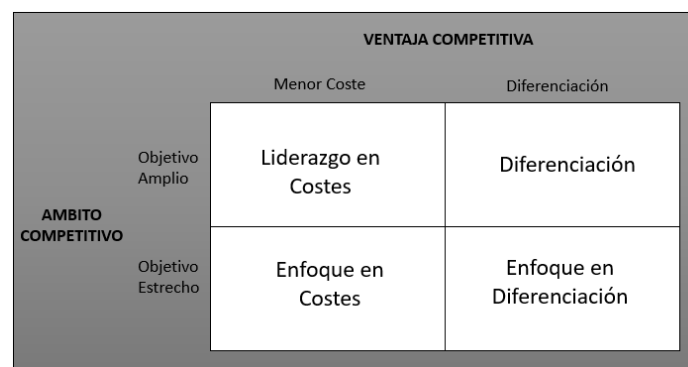 VENTAJA COMPETITIVA
Menor Coste
Diferenciación
Objetivo
Amplio
Liderazgo en
Costes
Diferenciación
AMBITO
COMPETITIVO
Objetivo
Estrecho
Enfoque en
Costes
Enfoque en
Diferenciación